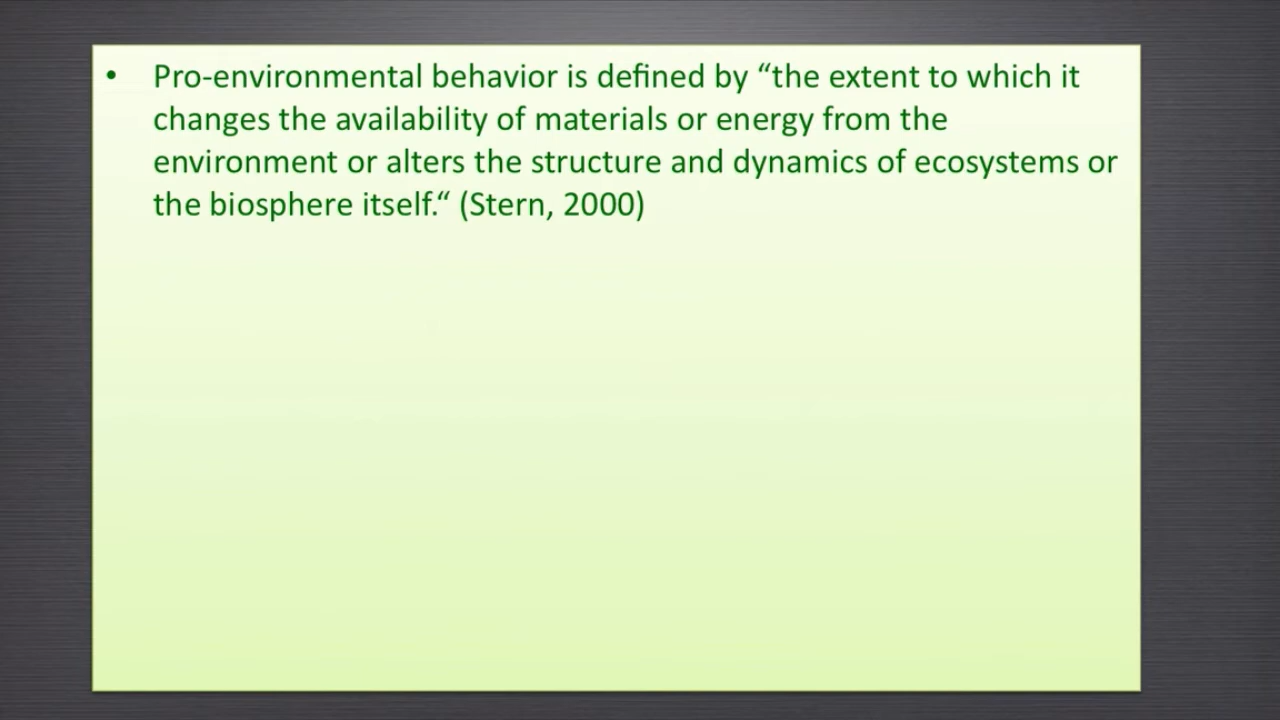 • Pro-environmental behavior is defined by “the extent to which it
changes the availability of materials or energy from the
environment or alters the structure and dynamics of ecosystems or
the biosphere itself.“ (Stern, 2000)